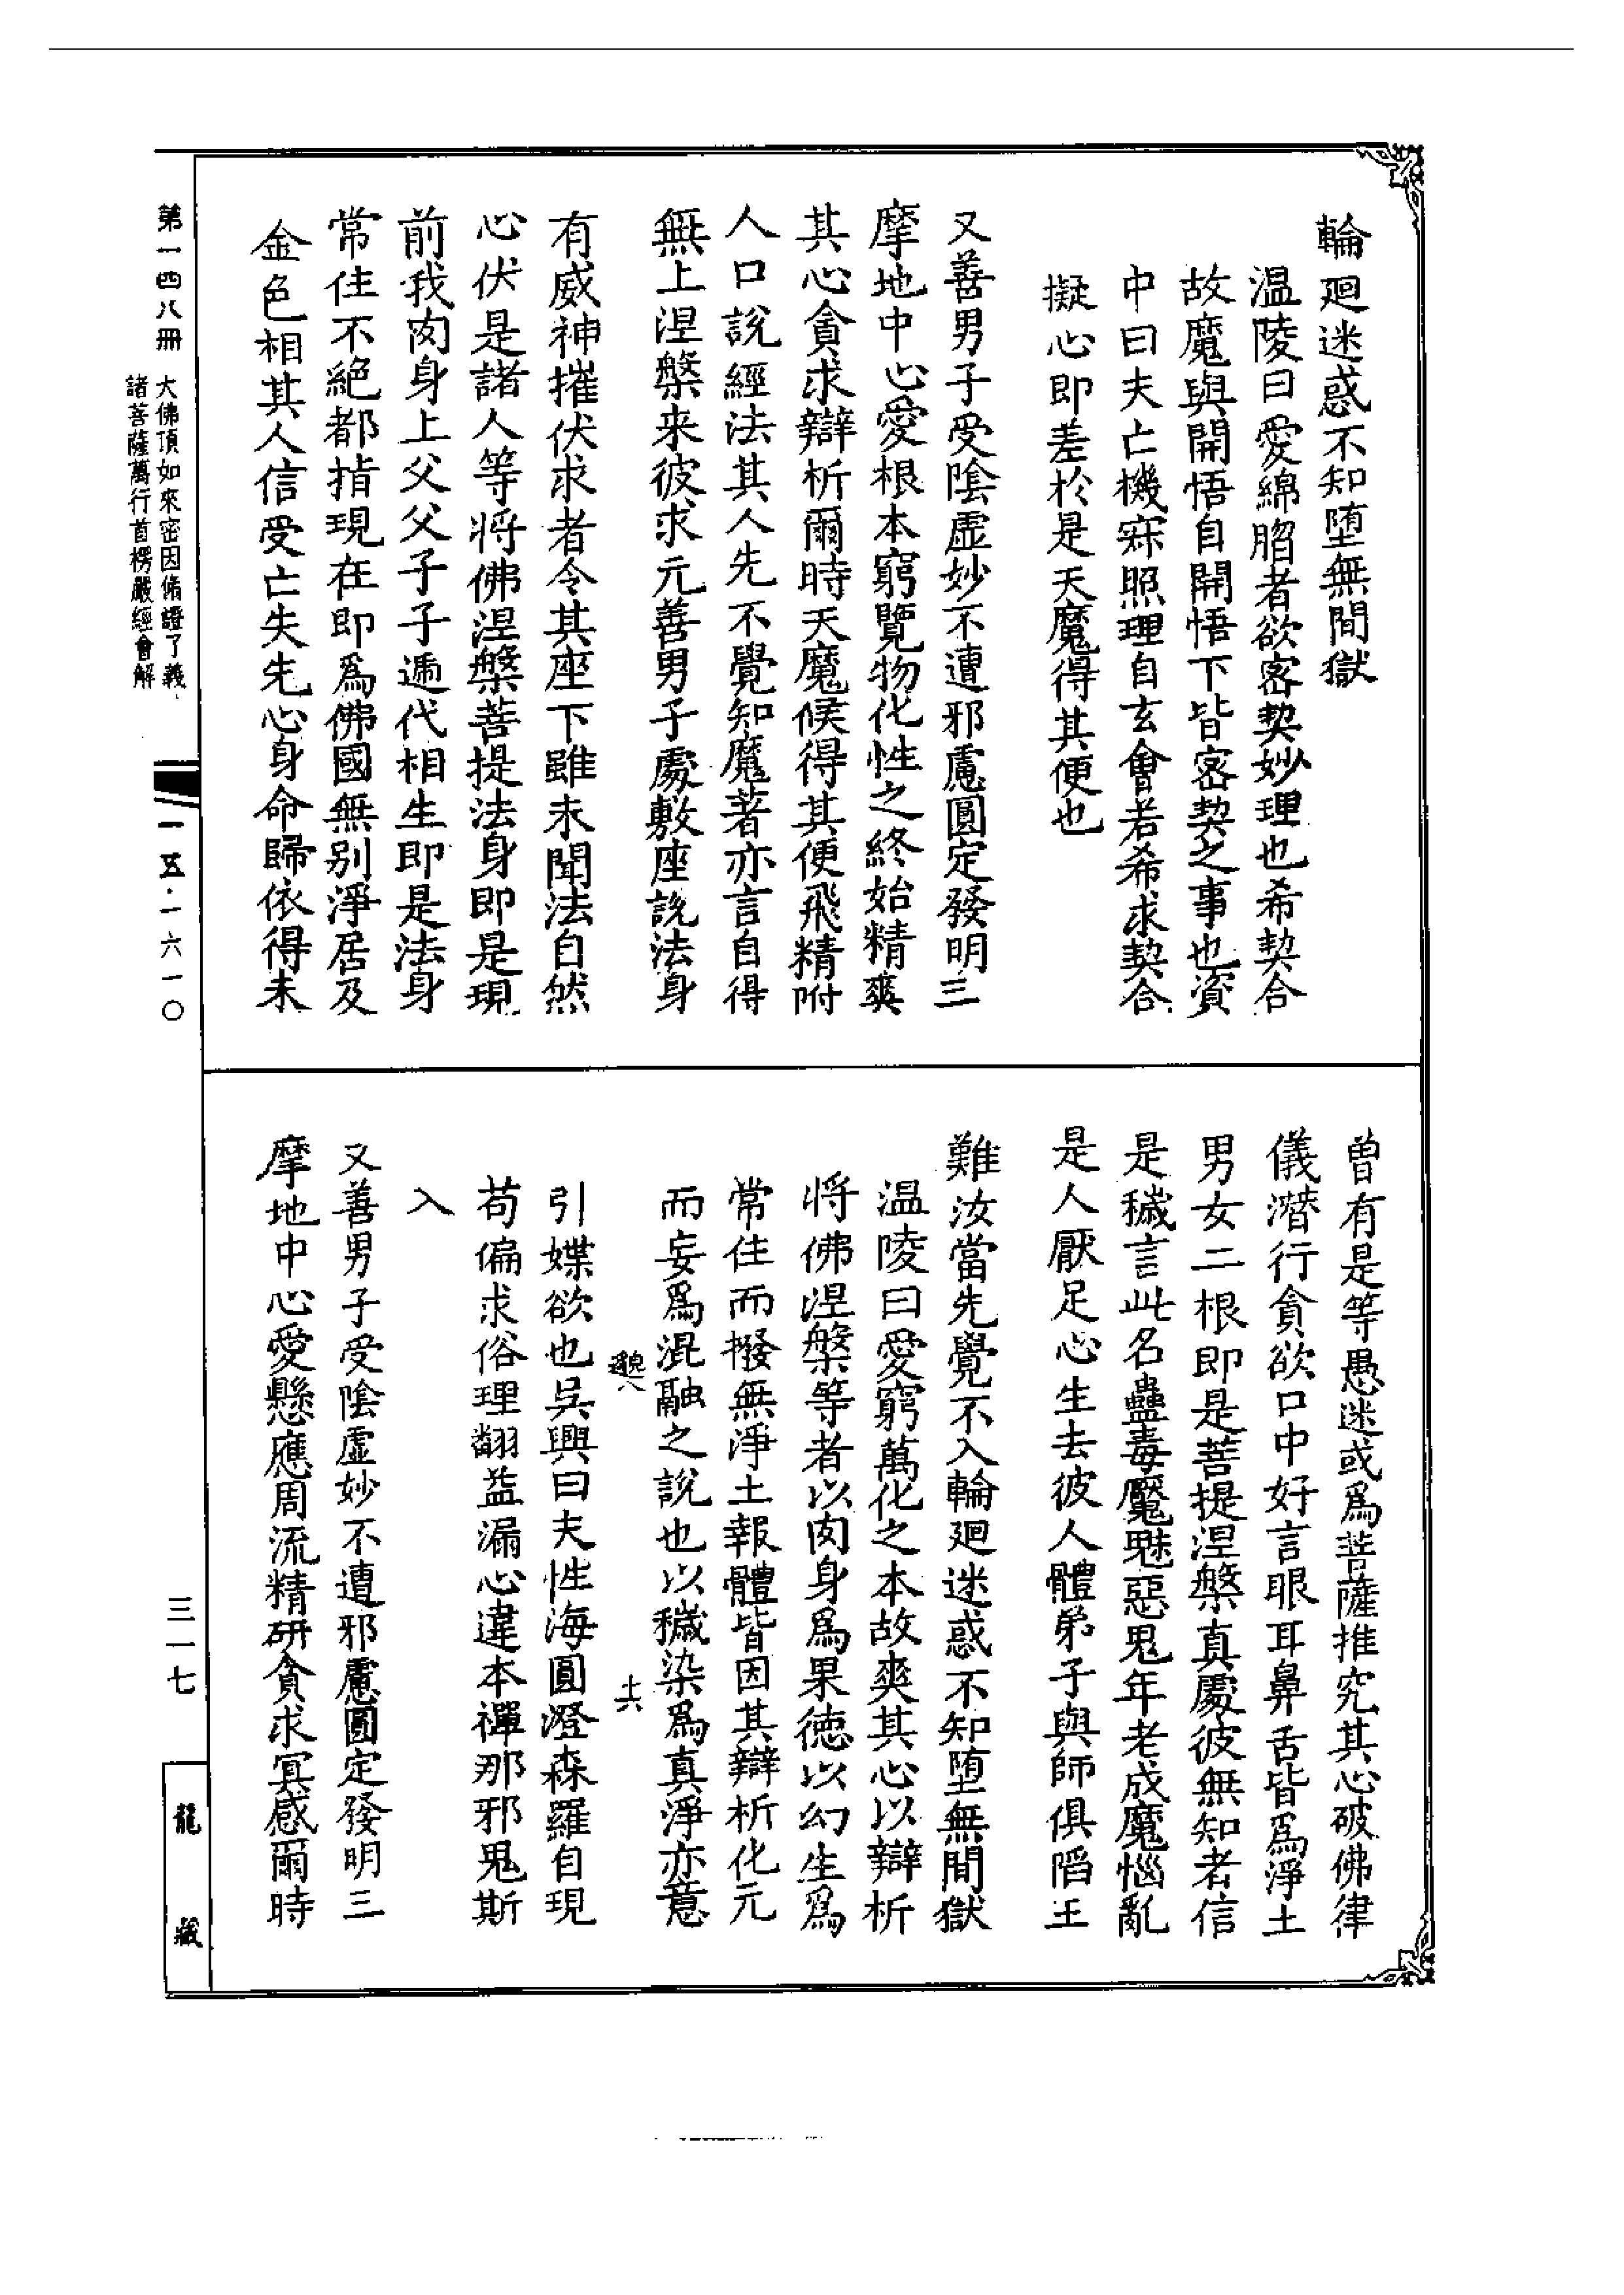 輪廻迷惑不知堕無間獄
温陵曰愛綿䐇者欲密契妙理也希契合
故魔與開悟自開悟下皆密契之事也資
中曰夫亡機寂照理自玄會若希求契合
擬心即差於是天魔得其便也
又善男子受陰虚妙不遭邪慮圓定發明三
摩地中心愛根本窮覽物化性之終始精爽
其心貪求辯析爾時天魔候得其便飛精附
人口說經法其人先不覺知魔著亦言自得
無上涅槃来彼求元善男子處敷座說法身
有威神摧伏求者令其座下雖未聞法自然
心伏是諸人等將佛涅槃菩提法身即是現
前我肉身上父父子子遞代相生即是法身
常住不絕都指現在即為佛國無别淨居及
金色相其人信受亡失先心身命歸依得未
曽有是等愚迷或爲菩薩推究其心破佛律
儀潜行貪欲口中好言眼耳鼻舌皆爲淨土
男女二根即是菩提涅槃真處彼無知者信
是穢言此名蠱毒魘魅惡鬼年老成魔惱亂
是人厭足心生去彼人體弟子與師俱陷王
難汝當先覺不入輪廻迷惑不知堕無間獄
温陵曰愛窮萬化之本故爽其心以辯析
將佛涅槃等者以肉身爲果徳以幻生爲
常住而撥無淨土報體皆因其辯析化元
而妄爲混融之說也以穢染爲真淨亦意
邈八 十六
引媒欲也吳興曰夫性海圓澄森羅自現
苟偏求俗理翻益漏心違本禪那邪鬼斯
入
又善男子受陰虚妙不遭邪慮圓定發明三
摩地中心愛懸應周流精研貪求冥感爾時
第一四八冊
大佛頂如來密因脩證了義
諸菩薩萬行首楞嚴經會解
一五·一六一〇
三一七
龍藏